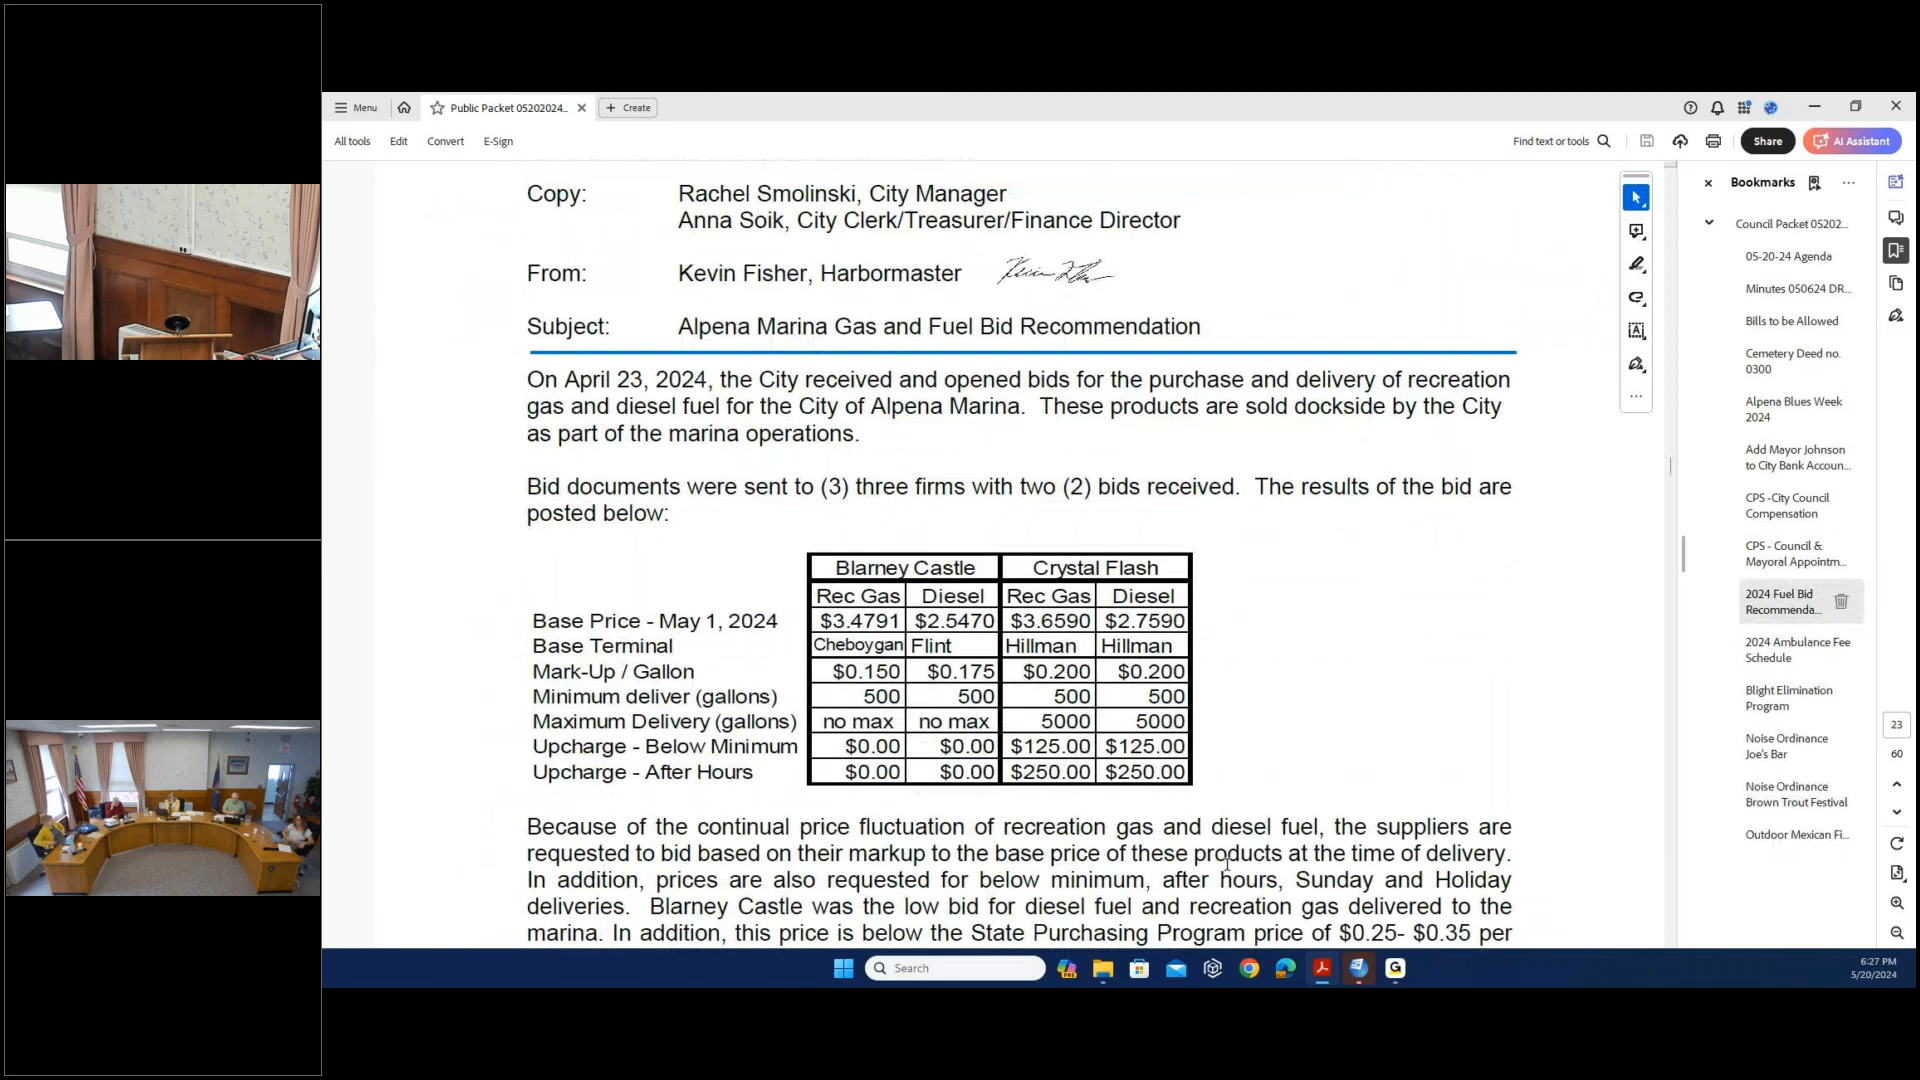 Menu
Public Packet 05202024...
Create
All tools
Edit
Convert
E-Sign
Find text or tools
Share
AI Assistant
Copy: Rachel Smolinski, City Manager
Anna Soik, City Clerk/Treasurer/Finance Director
From: Kevin Fisher, Harbormaster
Subject: Alpena Marina Gas and Fuel Bid Recommendation
On April 23, 2024, the City received and opened bids for the purchase and delivery of recreation
gas and diesel fuel for the City of Alpena Marina. These products are sold dockside by the City
as part of the marina operations.
Bid documents were sent to (3) three firms with two (2) bids received. The results of the bid are
posted below:
Blarney Castle Crystal Flash
Rec Gas Diesel Rec Gas Diesel
Base Price - May 1, 2024 $3.4791 $2.5470 $3.6590 $2.7590
Base Terminal Cheboygan Flint Hillman Hillman
Mark-Up / Gallon $0.150 $0.175 $0.200 $0.200
Minimum deliver (gallons) 500 500 500 500
Maximum Delivery (gallons) no max no max 5000 5000
Upcharge - Below Minimum $0.00 $0.00 $125.00 $125.00
Upcharge - After Hours $0.00 $0.00 $250.00 $250.00
Because of the continual price fluctuation of recreation gas and diesel fuel, the suppliers are
requested to bid based on their markup to the base price of these products at the time of delivery.
In addition, prices are also requested for below minimum, after hours, Sunday and Holiday
deliveries. Blarney Castle was the low bid for diesel fuel and recreation gas delivered to the
marina. In addition, this price is below the State Purchasing Program price of $0.25- $0.35 per
Bookmarks
Council Packet 05202...
05-20-24 Agenda
Minutes 050624 DR...
Bills to be Allowed
Cemetery Deed no.
0300
Alpena Blues Week
2024
Add Mayor Johnson
to City Bank Accoun...
CPS -City Council
Compensation
CPS - Council &
Mayoral Appointm...
2024 Fuel Bid
Recommenda...
2024 Ambulance Fee
Schedule
Blight Elimination
Program
Noise Ordinance
Joe's Bar
Noise Ordinance
Brown Trout Festival
Outdoor Mexican Fi...
23
60
Search
6:27 PM
5/20/2024